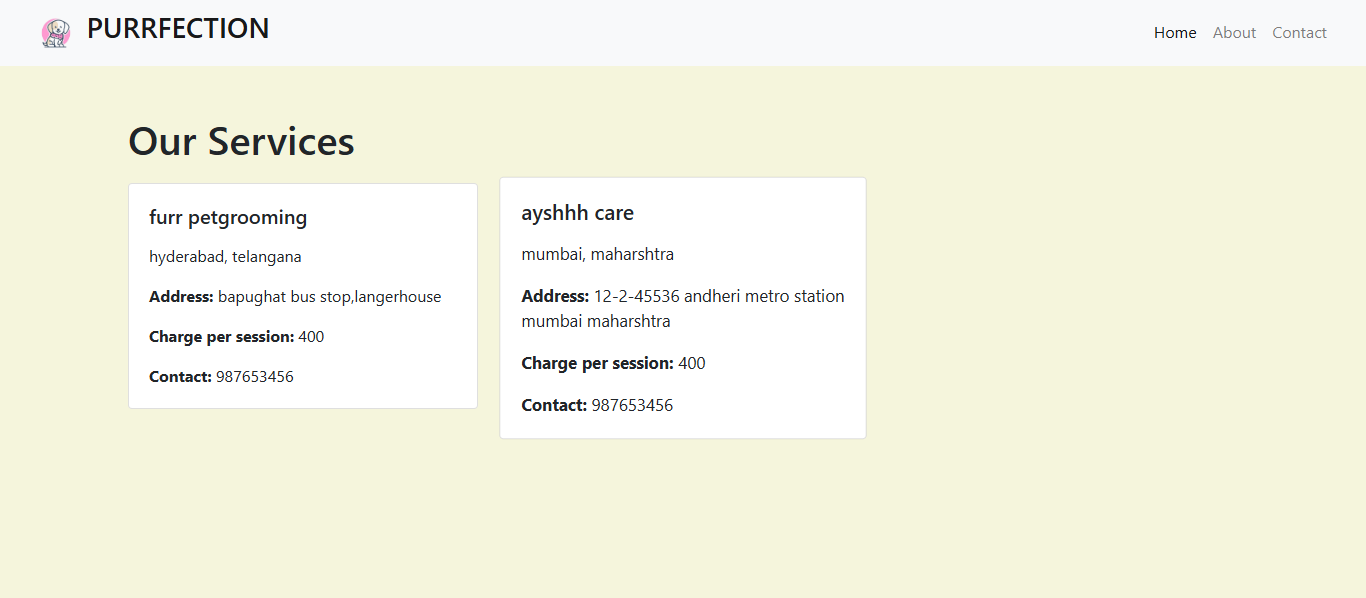 PURRFECTION
Home About Contact
Our Services
furr petgrooming
hyderabad, telangana
Address: bapughat bus stop,langerhouse
Charge per session: 400
Contact: 987653456
ayshhh care
mumbai, maharshtra
Address: 12-2-45536 andheri metro station
mumbai maharshtra
Charge per session: 400
Contact: 987653456